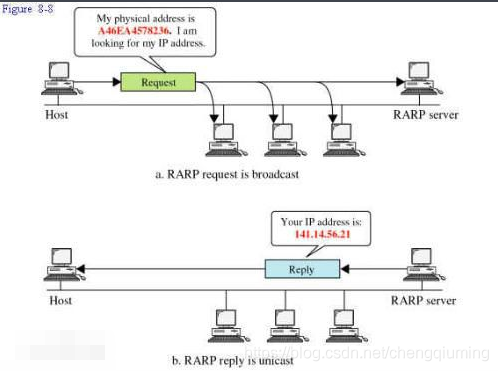 Figure 8-8
My physical address is
A46EA4578236. I am
looking for my IP address.
Request
Host
RARP server
a. RARP request is broadcast
Your IP address is:
141.14.56.21
Reply
Host
RARP server
b. RARP reply is unicast
https://blog.csdn.net/chengqiuming